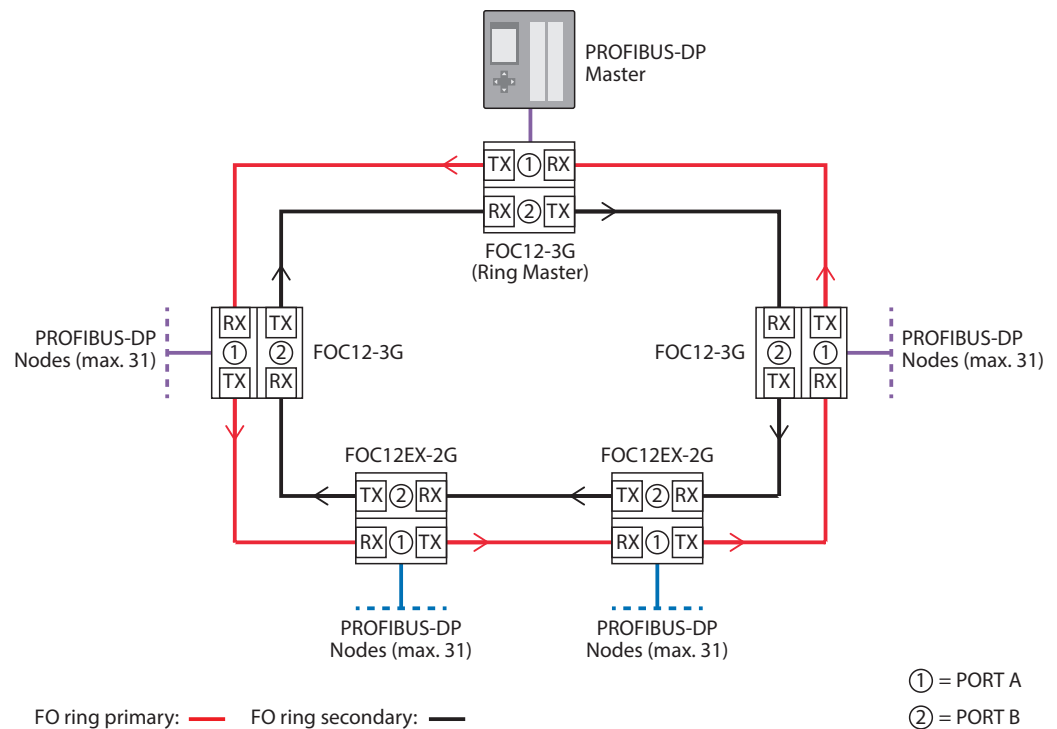 PROFIBUS-DP
Master
TX 1 RX
RX 2 TX
FOC12-3G
(Ring Master)
PROFIBUS-DP
Nodes (max. 31)
RX TX
1 2
TX RX
FOC12-3G
FOC12-3G
RX TX
2 1
TX RX
PROFIBUS-DP
Nodes (max. 31)
FOC12EX-2G
TX 2 RX
RX 1 TX
PROFIBUS-DP
Nodes (max. 31)
FOC12EX-2G
TX 2 RX
RX 1 TX
PROFIBUS-DP
Nodes (max. 31)
1 = PORT A
2 = PORT B
FO ring primary:
FO ring secondary: